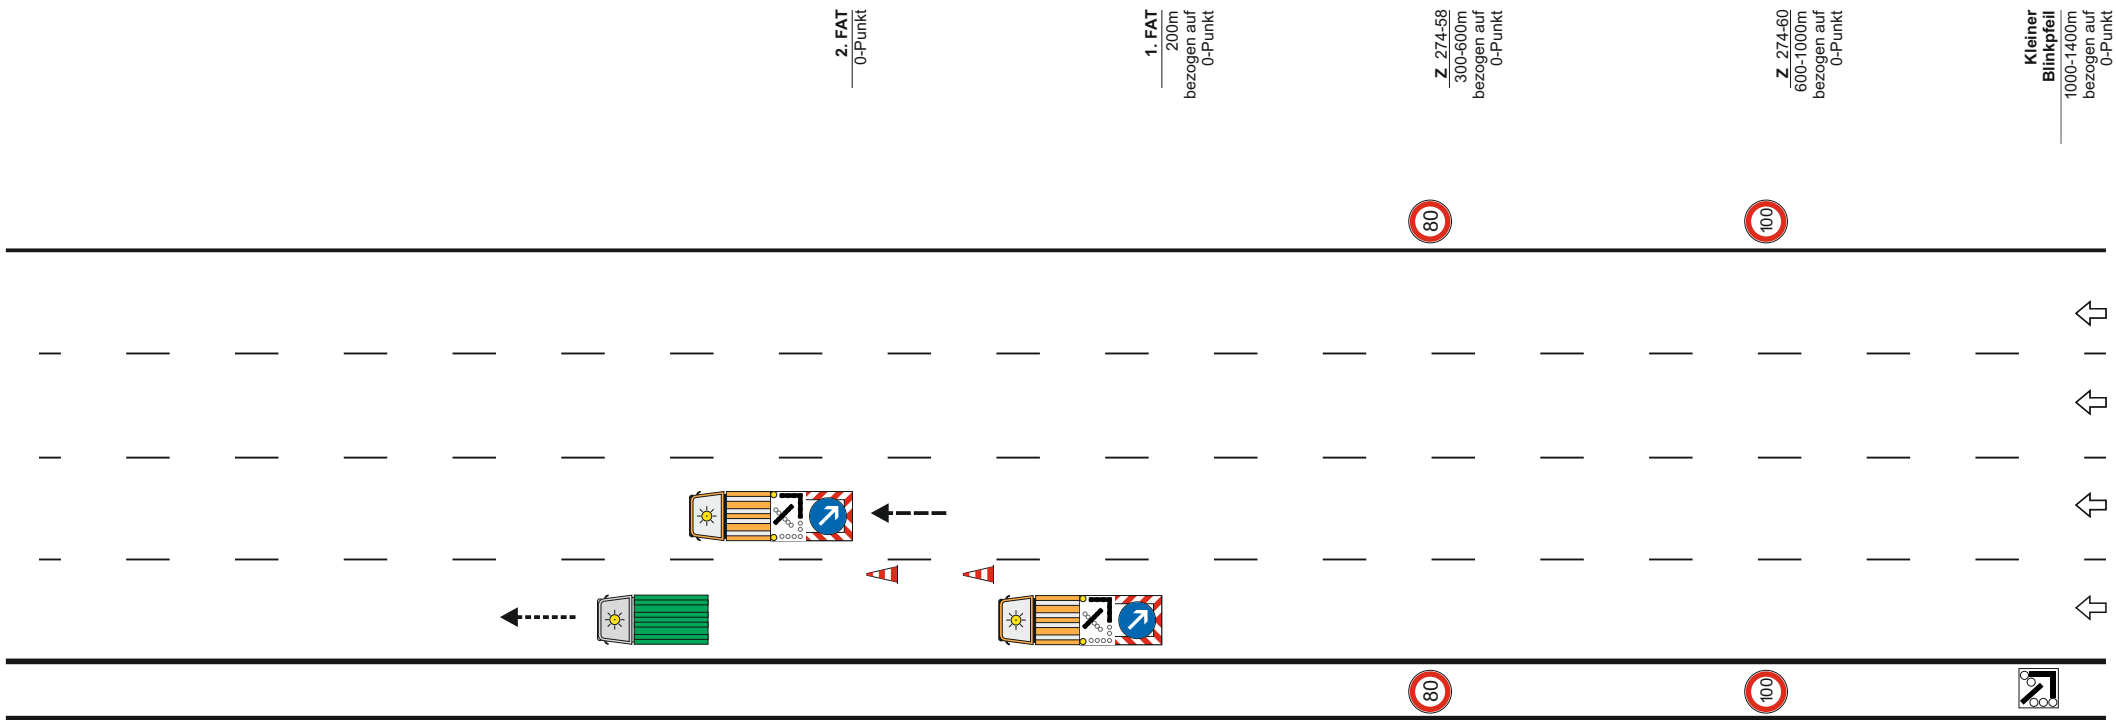 2. FAT
0-Punkt
1. FAT
200m
bezogen auf
0-Punkt
Z 274-58
300-600m
bezogen auf
0-Punkt
Z 274-60
600-1000m
bezogen auf
0-Punkt
Kleiner
Blinkpfeil
1000-1400m
bezogen auf
0-Punkt
80
100
80
100